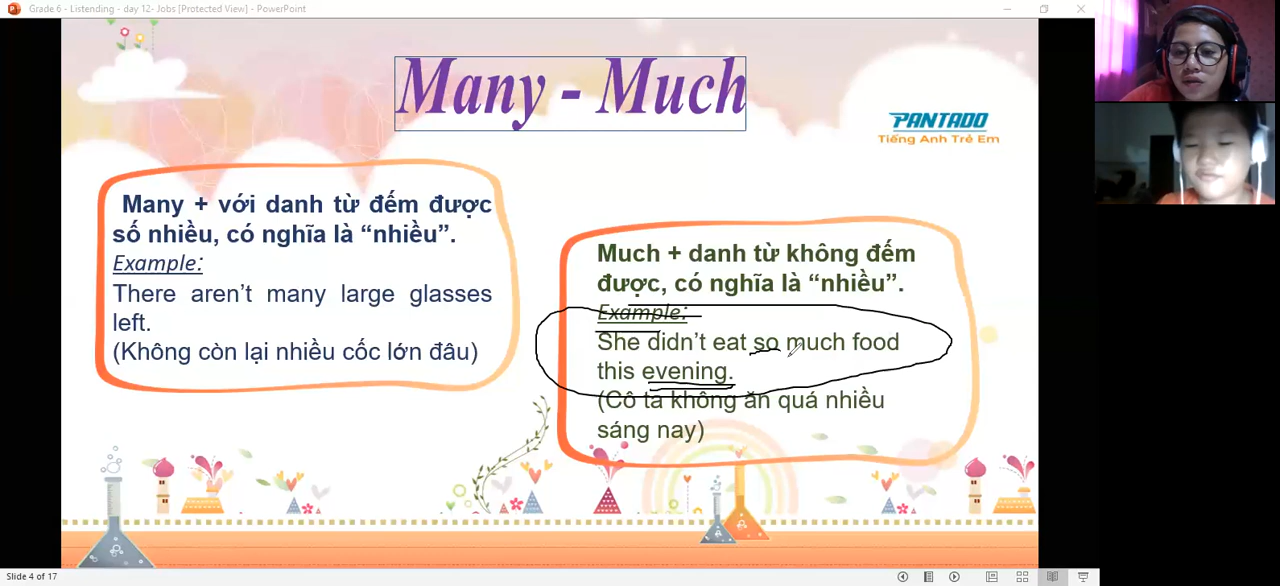 Grade 6 - Listending - day 12- Jobs [Protected View] - PowerPoint
Many - Much
PANTADO
Tiếng Anh Trẻ Em
Many + với danh từ đếm được
số nhiều, có nghĩa là “nhiều”.
Example:
There aren’t many large glasses
left.
(Không còn lại nhiều cốc lớn đâu)
Much + danh từ không đếm
được, có nghĩa là “nhiều”.
Example:
She didn’t eat so much food
this evening.
(Cô ta không ăn quá nhiều
sáng nay)
Slide 4 of 17